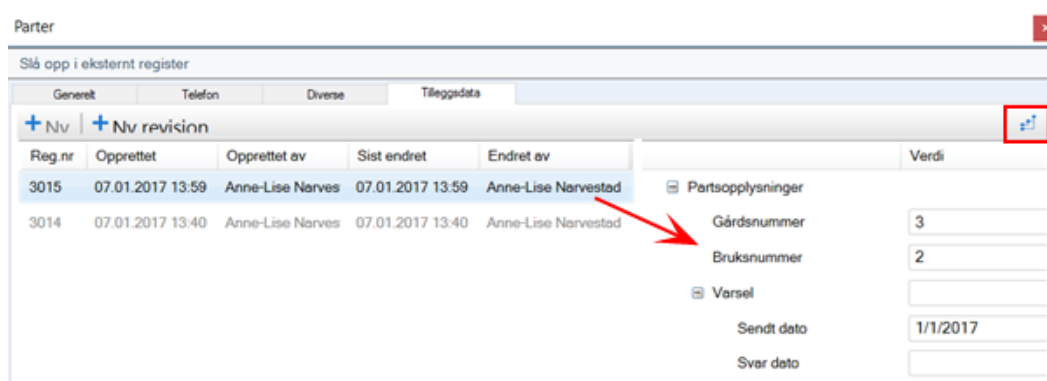 Parter
Slå opp i eksternt register
Generelt Telefon Diverse Tilleggsdata
+ Ny + Ny revision
Reg.nr Opprettet Opprettet av Sist endret Endret av Verdi
3015 07.01.2017 13:59 Anne-Lise Narves 07.01.2017 13:59 Anne-Lise Narvestad Partsopplysninger
3014 07.01.2017 13:40 Anne-Lise Narves 07.01.2017 13:40 Anne-Lise Narvestad Gårdsnummer 3
Bruksnummer 2
Varsel
Sendt dato 1/1/2017
Svar dato